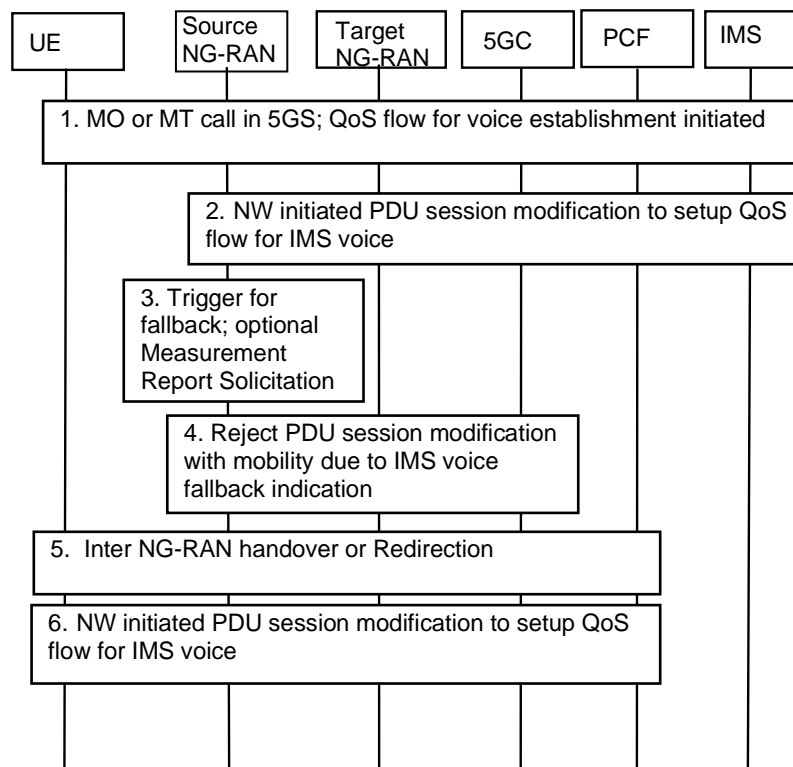 UE
Source
NG-RAN
Target
NG-RAN
5GC
PCF
IMS
1. MO or MT call in 5GS; QoS flow for voice establishment initiated
2. NW initiated PDU session modification to setup QoS
flow for IMS voice
3. Trigger for
fallback; optional
Measurement
Report Solicitation
4. Reject PDU session modification
with mobility due to IMS voice
fallback indication
5. Inter NG-RAN handover or Redirection
6. NW initiated PDU session modification to setup QoS
flow for IMS voice